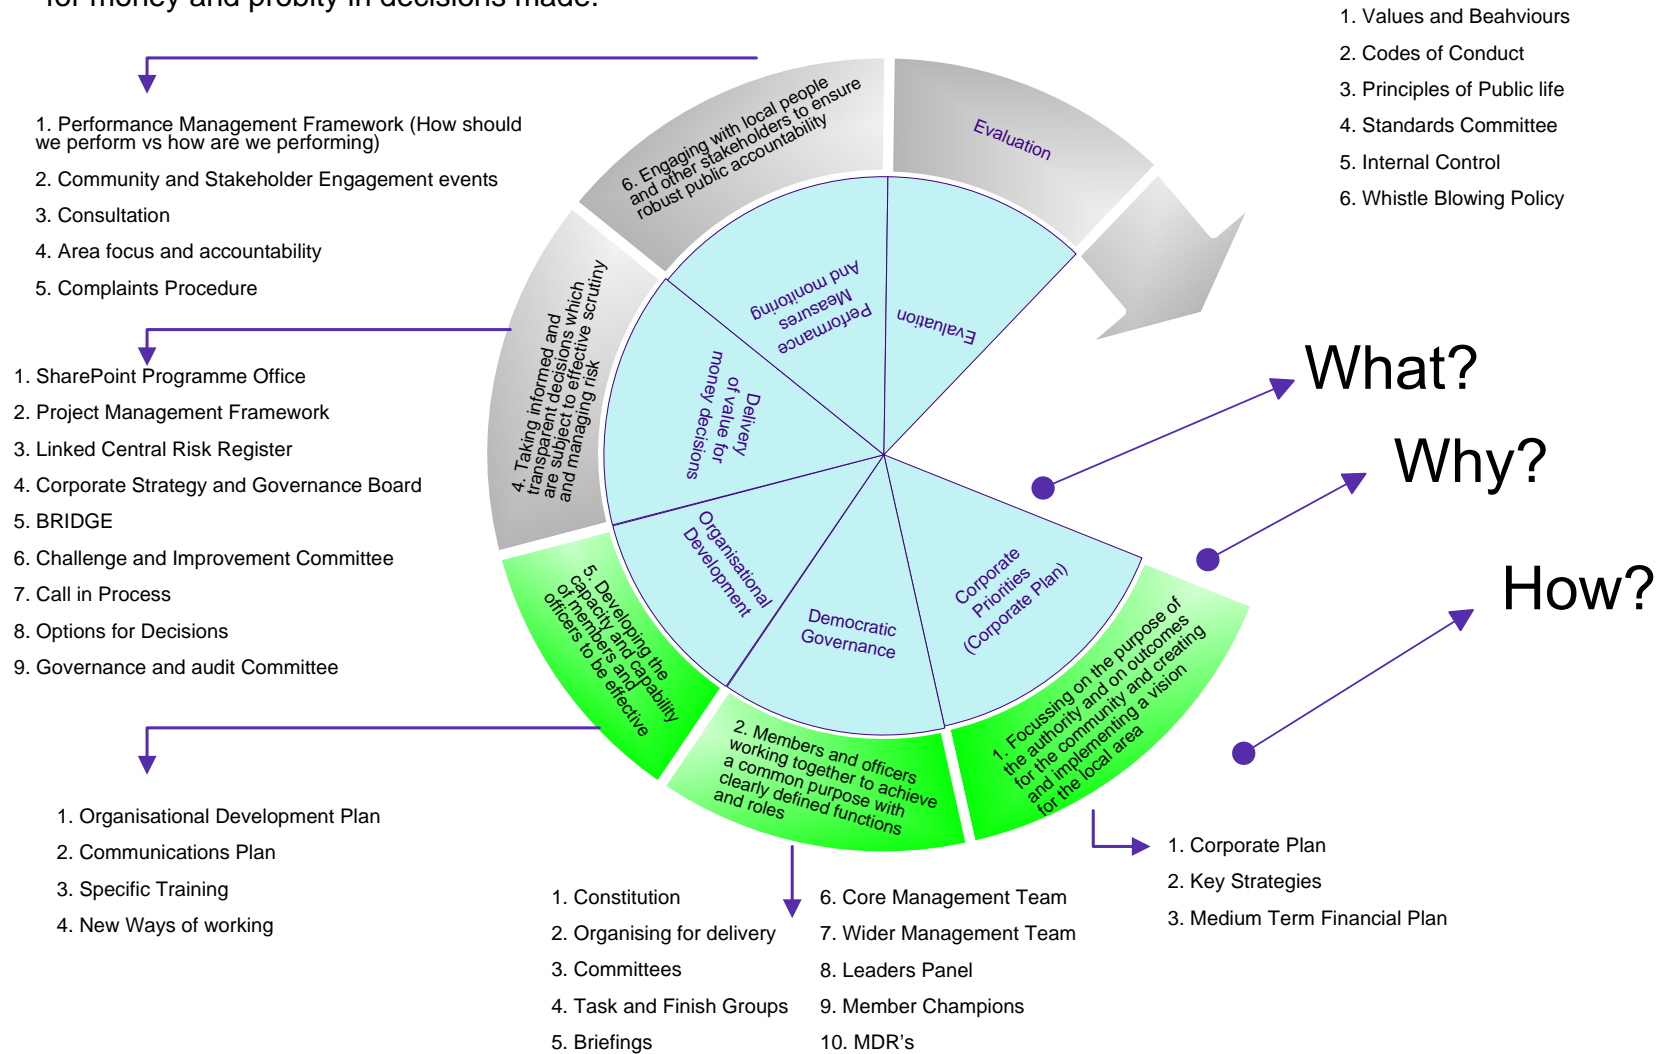 for money and probity in decisions made.
1. Values and Beahviours
2. Codes of Conduct
3. Principles of Public life
4. Standards Committee
5. Internal Control
6. Whistle Blowing Policy
1. Performance Management Framework (How should
we perform vs how are we performing)
2. Community and Stakeholder Engagement events
3. Consultation
4. Area focus and accountability
5. Complaints Procedure
6. Engaging with local people
and other stakeholders to ensure
robust public accountability
Evaluation
4. Taking informed and
transparent decisions which
are subject to effective scrutiny
and managing risk
Performance
Measures
And monitoring
Evaluation
Delivery
of value for
money decisions
Organisational
Development
Democratic
Governance
Corporate
Priorities
(Corporate Plan)
What?
Why?
How?
1. SharePoint Programme Office
2. Project Management Framework
3. Linked Central Risk Register
4. Corporate Strategy and Governance Board
5. BRIDGE
6. Challenge and Improvement Committee
7. Call in Process
8. Options for Decisions
9. Governance and audit Committee
5. Developing the
capacity and capability
of members and
officers to be effective
2. Members and officers
working together to achieve
a common purpose with
clearly defined functions
and roles
1. Focussing on the purpose of
the authority and on outcomes
for the community and creating
and implementing a vision
for the local area
1. Organisational Development Plan
2. Communications Plan
3. Specific Training
4. New Ways of working
1. Constitution
2. Organising for delivery
3. Committees
4. Task and Finish Groups
5. Briefings
6. Core Management Team
7. Wider Management Team
8. Leaders Panel
9. Member Champions
10. MDR's
1. Corporate Plan
2. Key Strategies
3. Medium Term Financial Plan